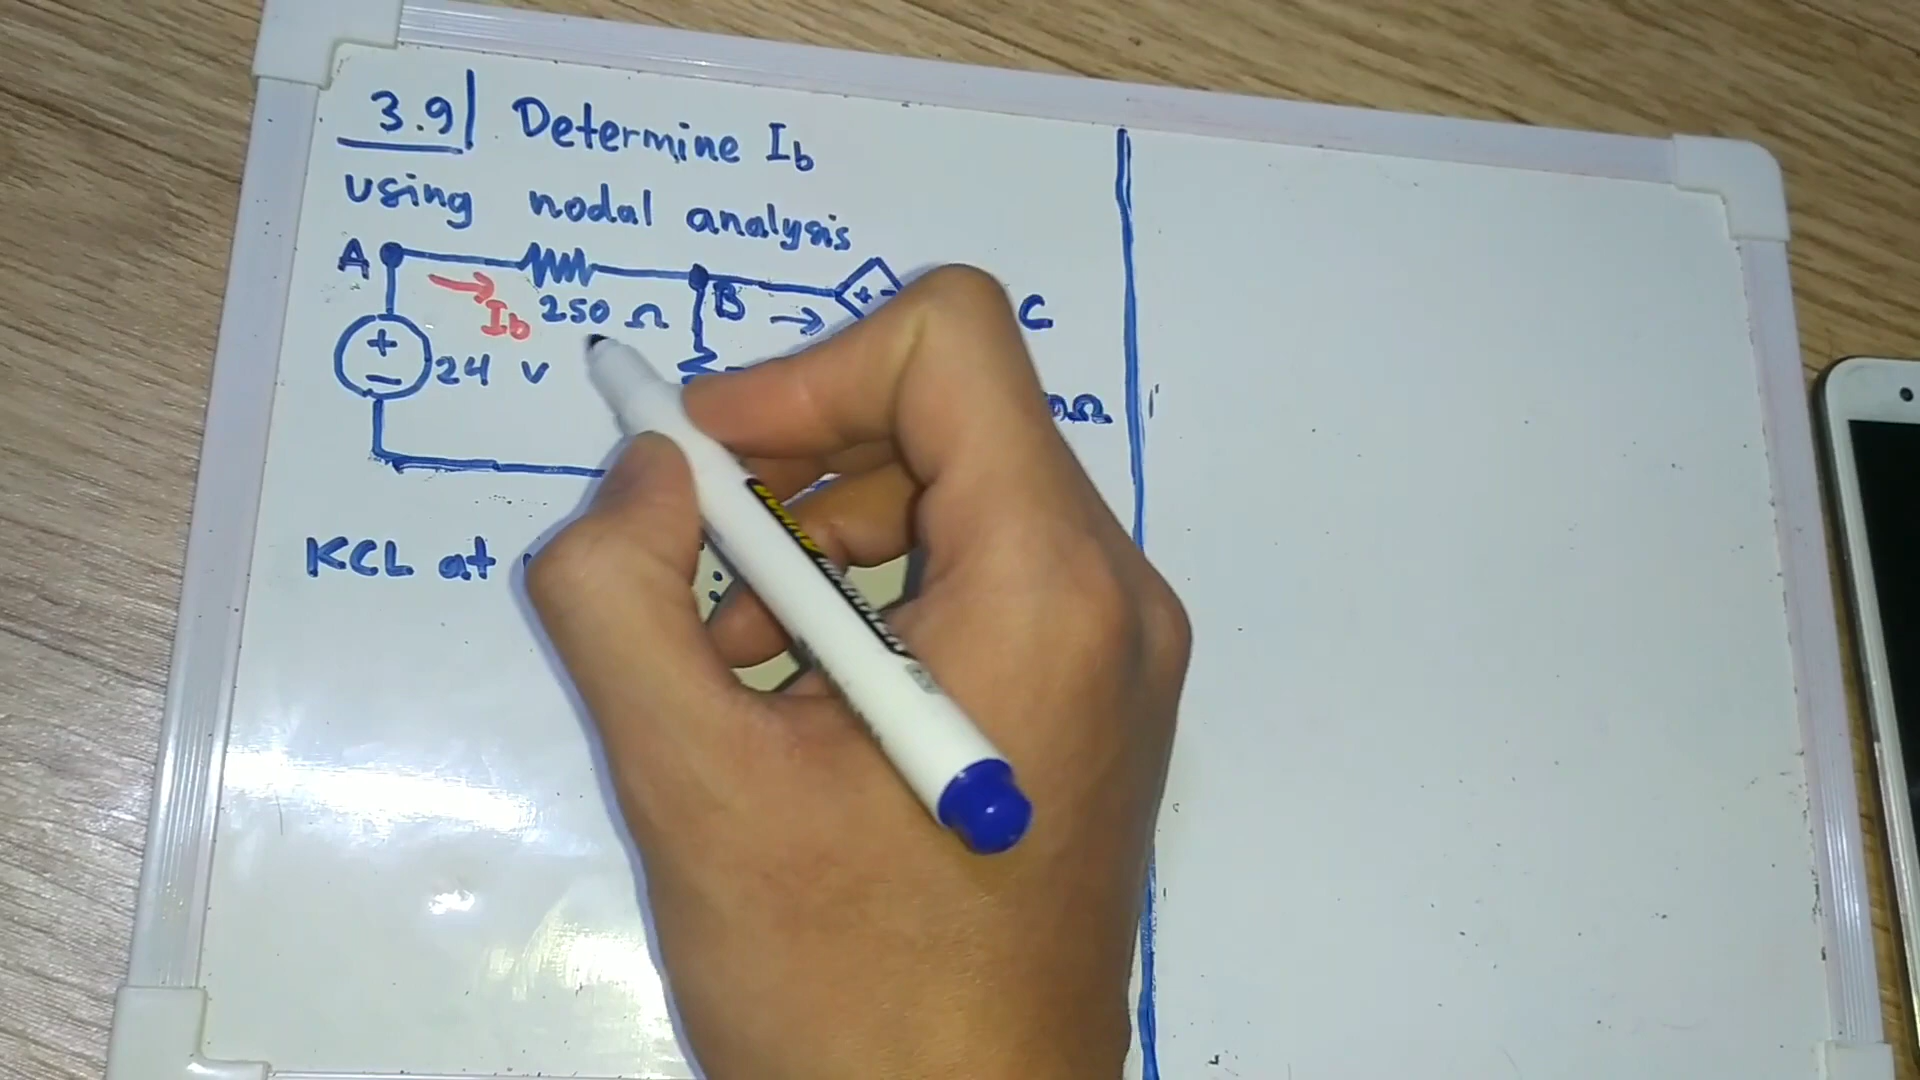 3.9 Determine Ib
using nodal analysis
A
Ib 250 Ω B + - C
+ 24 v
-
Ω
KCL at :